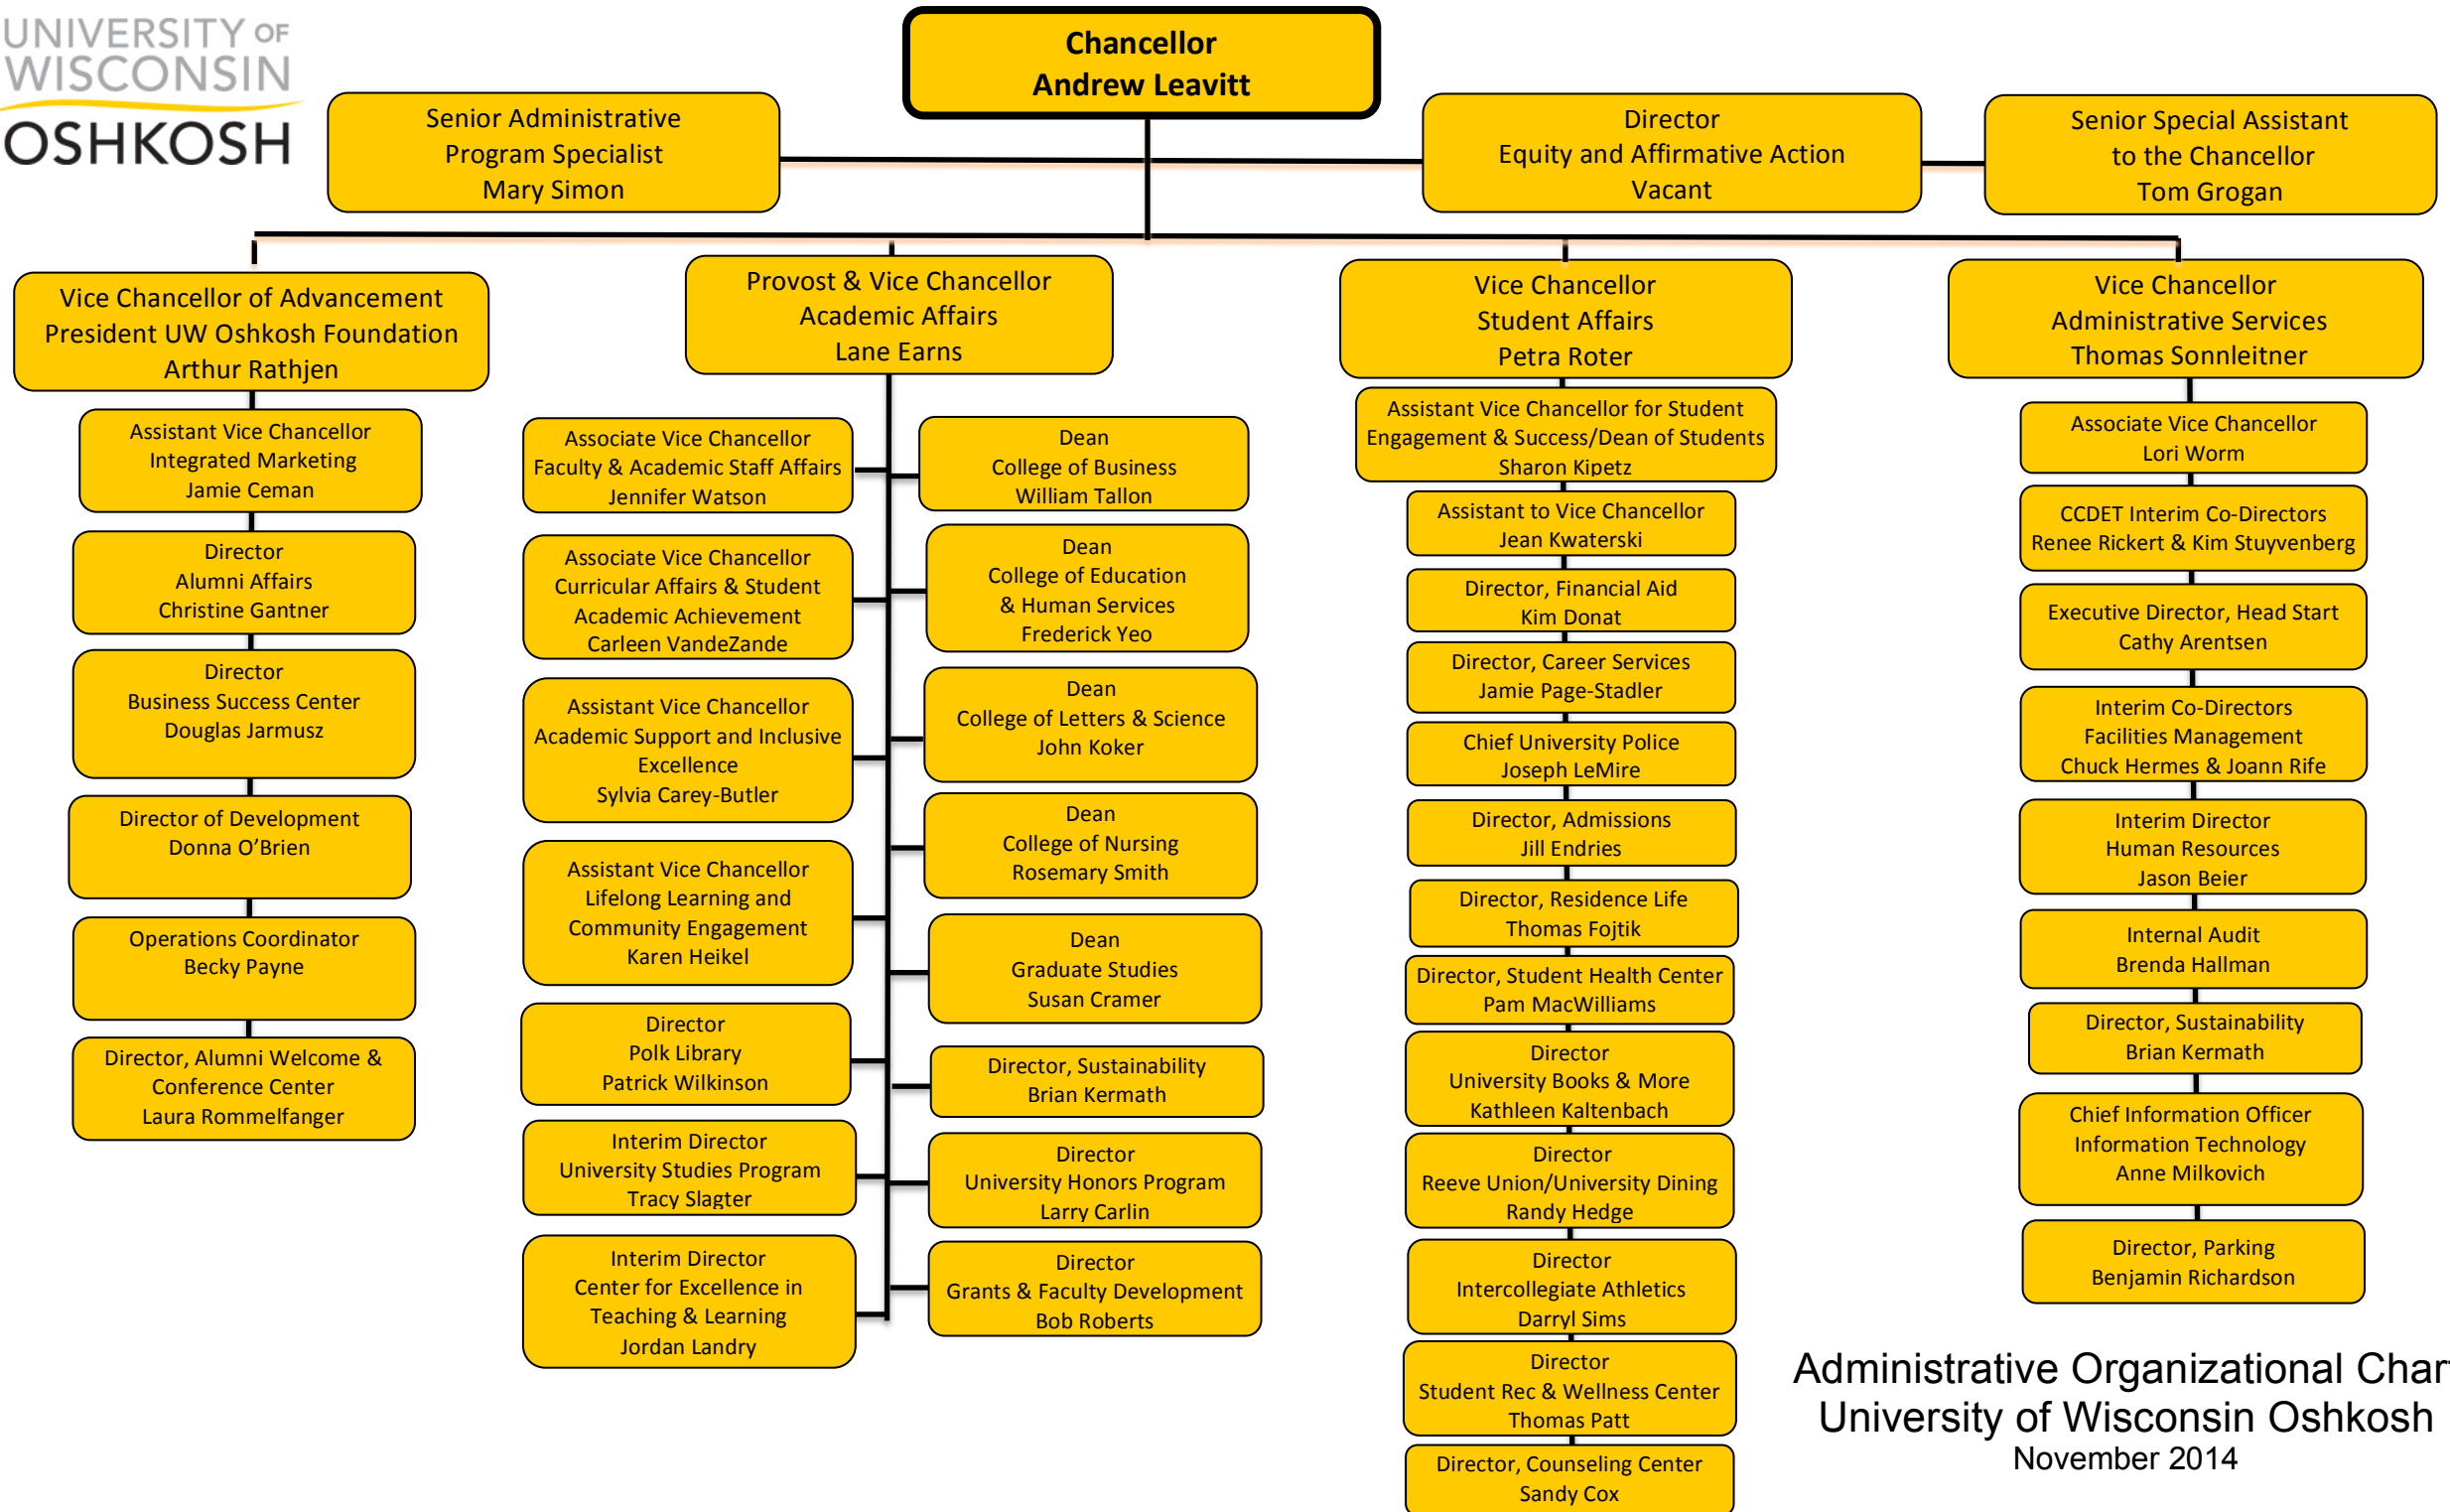 UNIVERSITY OF
WISCONSIN
OSHKOSH
Chancellor
Andrew Leavitt
Senior Administrative
Program Specialist
Mary Simon
Director
Equity and Affirmative Action
Vacant
Senior Special Assistant
to the Chancellor
Tom Grogan
Vice Chancellor of Advancement
President UW Oshkosh Foundation
Arthur Rathjen
Assistant Vice Chancellor
Integrated Marketing
Jamie Ceman
Director
Alumni Affairs
Christine Gantner
Director
Business Success Center
Douglas Jarmusz
Director of Development
Donna O’Brien
Operations Coordinator
Becky Payne
Director, Alumni Welcome &
Conference Center
Laura Rommelfanger
Provost & Vice Chancellor
Academic Affairs
Lane Earns
Associate Vice Chancellor
Faculty & Academic Staff Affairs
Jennifer Watson
Associate Vice Chancellor
Curricular Affairs & Student
Academic Achievement
Carleen VandeZande
Assistant Vice Chancellor
Academic Support and Inclusive
Excellence
Sylvia Carey-Butler
Assistant Vice Chancellor
Lifelong Learning and
Community Engagement
Karen Heikel
Director
Polk Library
Patrick Wilkinson
Interim Director
University Studies Program
Tracy Slagter
Interim Director
Center for Excellence in
Teaching & Learning
Jordan Landry
Dean
College of Business
William Tallon
Dean
College of Education
& Human Services
Frederick Yeo
Dean
College of Letters & Science
John Koker
Dean
College of Nursing
Rosemary Smith
Dean
Graduate Studies
Susan Cramer
Director, Sustainability
Brian Kermath
Director
University Honors Program
Larry Carlin
Director
Grants & Faculty Development
Bob Roberts
Vice Chancellor
Student Affairs
Petra Roter
Assistant Vice Chancellor for Student
Engagement & Success/Dean of Students
Sharon Kipetz
Assistant to Vice Chancellor
Jean Kwaterski
Director, Financial Aid
Kim Donat
Director, Career Services
Jamie Page-Stadler
Chief University Police
Joseph LeMire
Director, Admissions
Jill Endries
Director, Residence Life
Thomas Fojtik
Director, Student Health Center
Pam MacWilliams
Director
University Books & More
Kathleen Kaltenbach
Director
Reeve Union/University Dining
Randy Hedge
Director
Intercollegiate Athletics
Darryl Sims
Director
Student Rec & Wellness Center
Thomas Patt
Director, Counseling Center
Sandy Cox
Vice Chancellor
Administrative Services
Thomas Sonnleitner
Associate Vice Chancellor
Lori Worm
CCDET Interim Co-Directors
Renee Rickert & Kim Stuyvenberg
Executive Director, Head Start
Cathy Arentsen
Interim Co-Directors
Facilities Management
Chuck Hermes & Joann Rife
Interim Director
Human Resources
Jason Beier
Internal Audit
Brenda Hallman
Director, Sustainability
Brian Kermath
Chief Information Officer
Information Technology
Anne Milkovich
Director, Parking
Benjamin Richardson
Administrative Organizational Chart
University of Wisconsin Oshkosh
November 2014